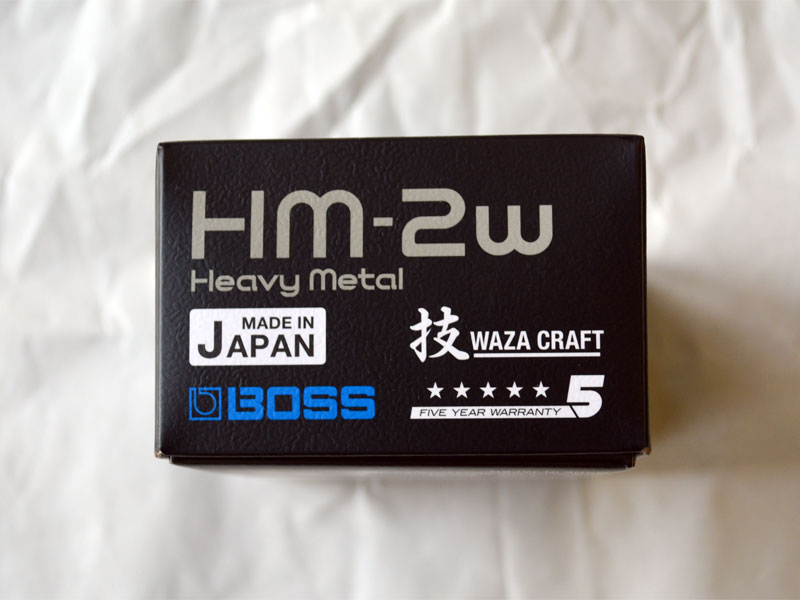 HM-2w
Heavy Metal
MADE IN
JAPAN
技 WAZA CRAFT
BOSS
★★★★★ 5
FIVE YEAR WARRANTY